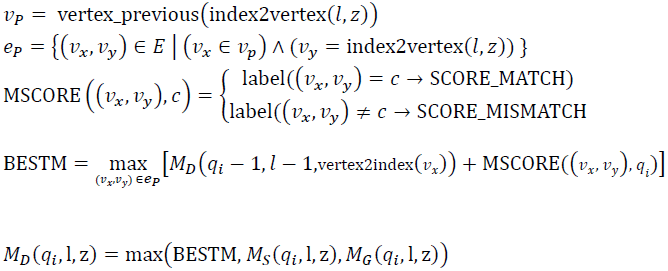 v_P = vertex_previous(index2vertex(l, z))
e_P = {(v_x, v_y) ∈ E | (v_x ∈ v_p) ∧ (v_y = index2vertex(l, z)) }
MSCORE((v_x, v_y), c) = { label((v_x, v_y) = c → SCORE_MATCH)
label((v_x, v_y) ≠ c → SCORE_MISMATCH
BESTM = max_{(v_x,v_y) ∈ e_P} [M_D(q_i − 1, l − 1,vertex2index(v_x)) + MSCORE((v_x, v_y), q_i)]
M_D(q_i, l, z) = max(BESTM, M_S(q_i, l, z), M_G(q_i, l, z))